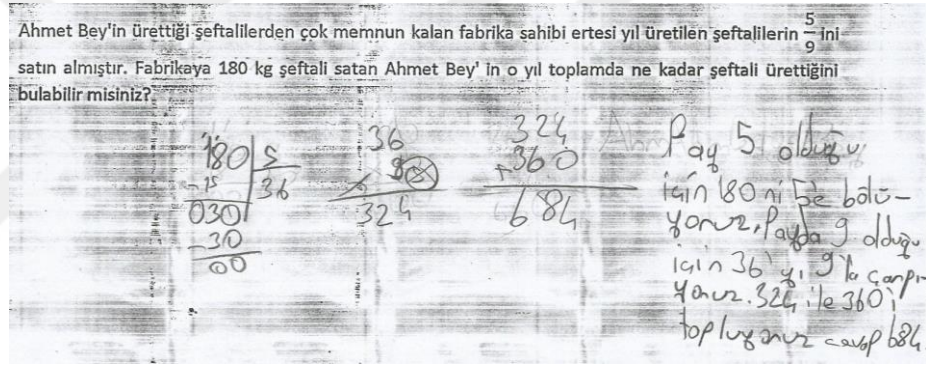 Ahmet Bey'in ürettiği şeftalilerden çok memnun kalan fabrika sahibi ertesi yıl üretilen şeftalilerin 5/9 ini
satın almıştır. Fabrikaya 180 kg şeftali satan Ahmet Bey' in o yıl toplamda ne kadar şeftali ürettiğini
bulabilir misiniz?
180 5
- 15 36
030
- 30
00
36
9 x
324
324
+ 360
684
Pay 5 olduğu
için 180 ni 5'e bölü-
yoruz. Payda 9 olduğu
için 36'yı 9'la çarpı-
yoruz. 324 ile 360'ı
topluyoruz cevap 684